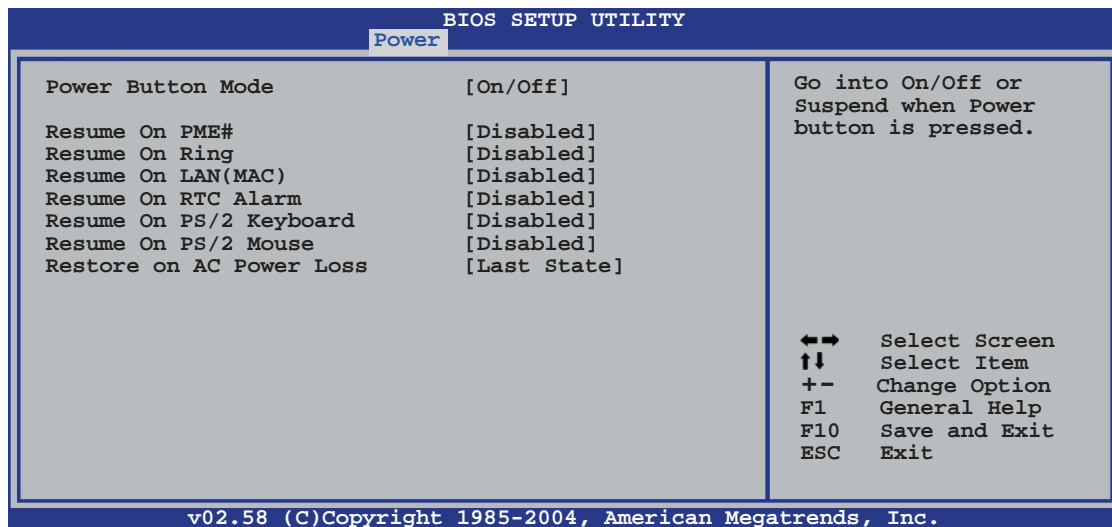 BIOS SETUP UTILITY
Power
Power Button Mode [On/Off]
Resume On PME# [Disabled]
Resume On Ring [Disabled]
Resume On LAN(MAC) [Disabled]
Resume On RTC Alarm [Disabled]
Resume On PS/2 Keyboard [Disabled]
Resume On PS/2 Mouse [Disabled]
Restore on AC Power Loss [Last State]
Go into On/Off or
Suspend when Power
button is pressed.
←→ Select Screen
↑↓ Select Item
+- Change Option
F1 General Help
F10 Save and Exit
ESC Exit
v02.58 (C)Copyright 1985-2004, American Megatrends, Inc.